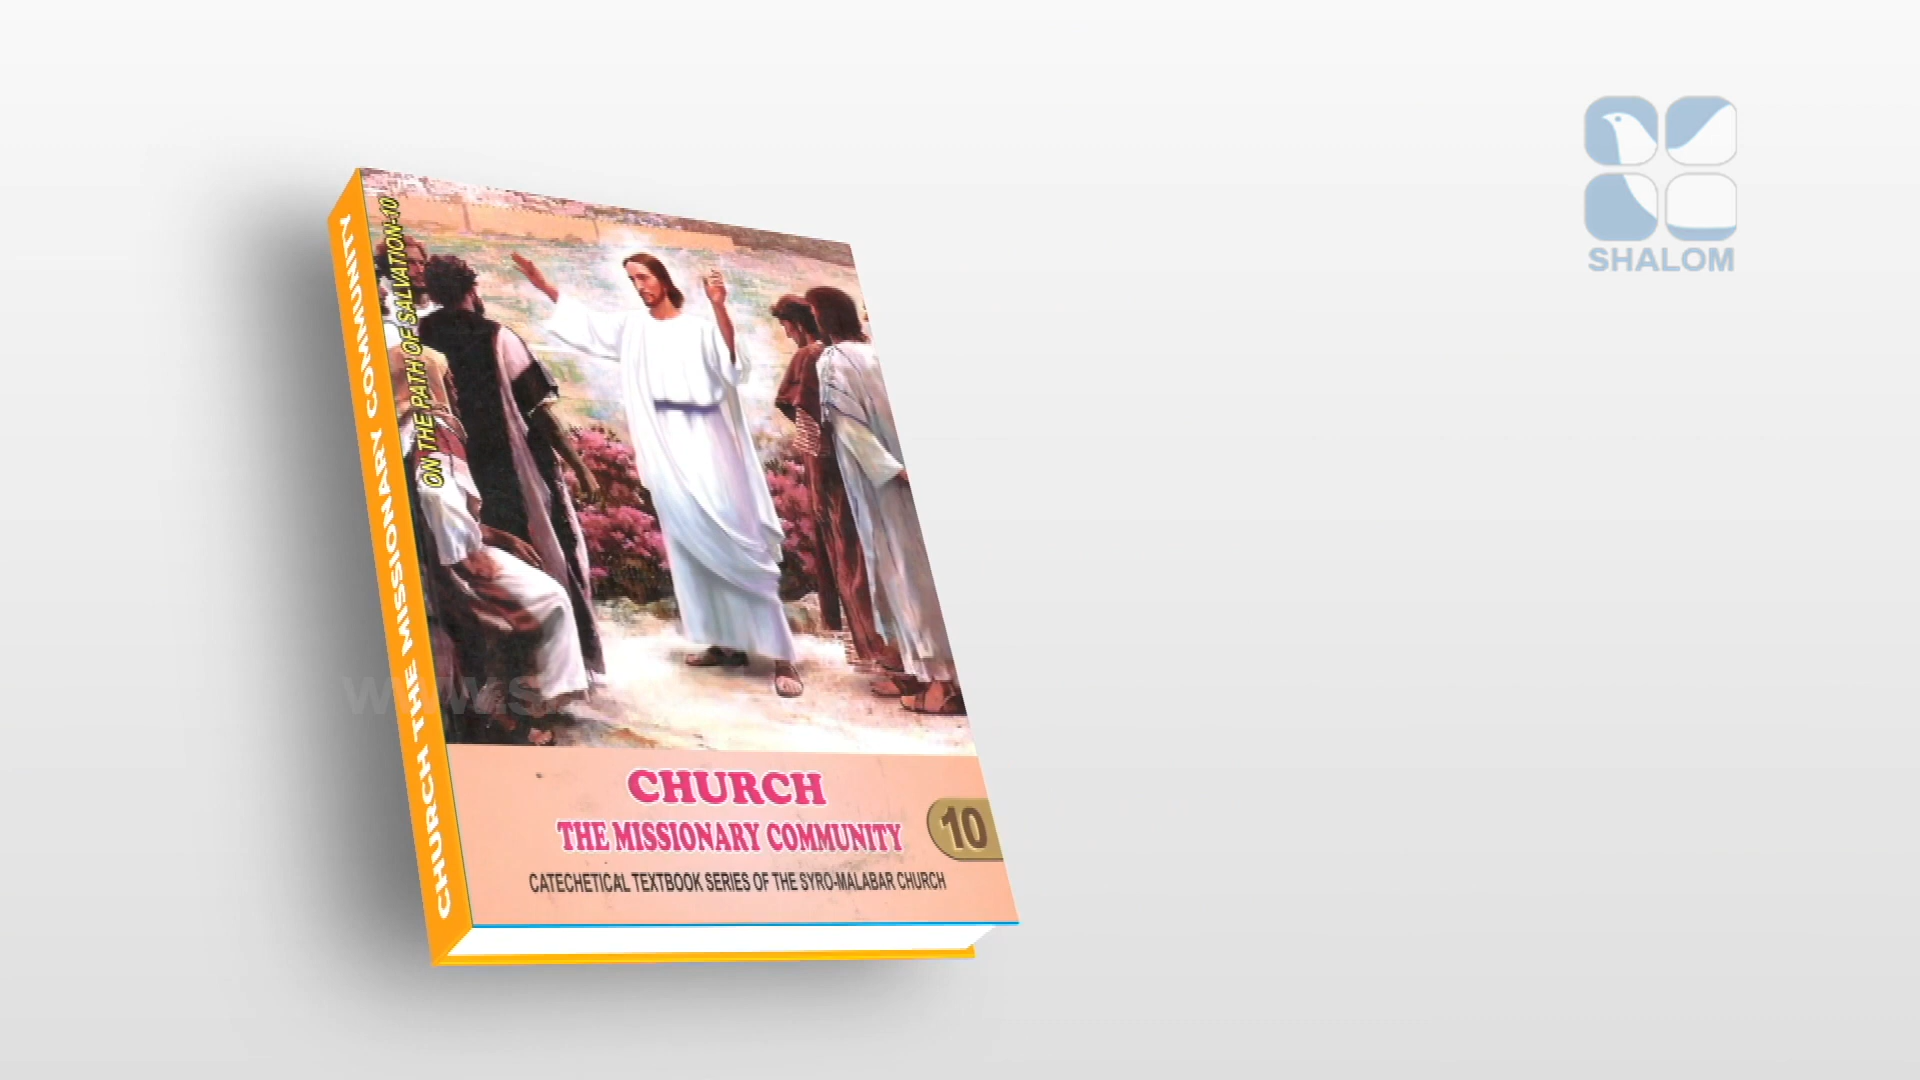 SHALOM
ON THE PATH OF SALVATION-10
CHURCH THE MISSIONARY COMMUNITY
CHURCH
THE MISSIONARY COMMUNITY
10
CATECHETICAL TEXTBOOK SERIES OF THE SYRO-MALABAR CHURCH